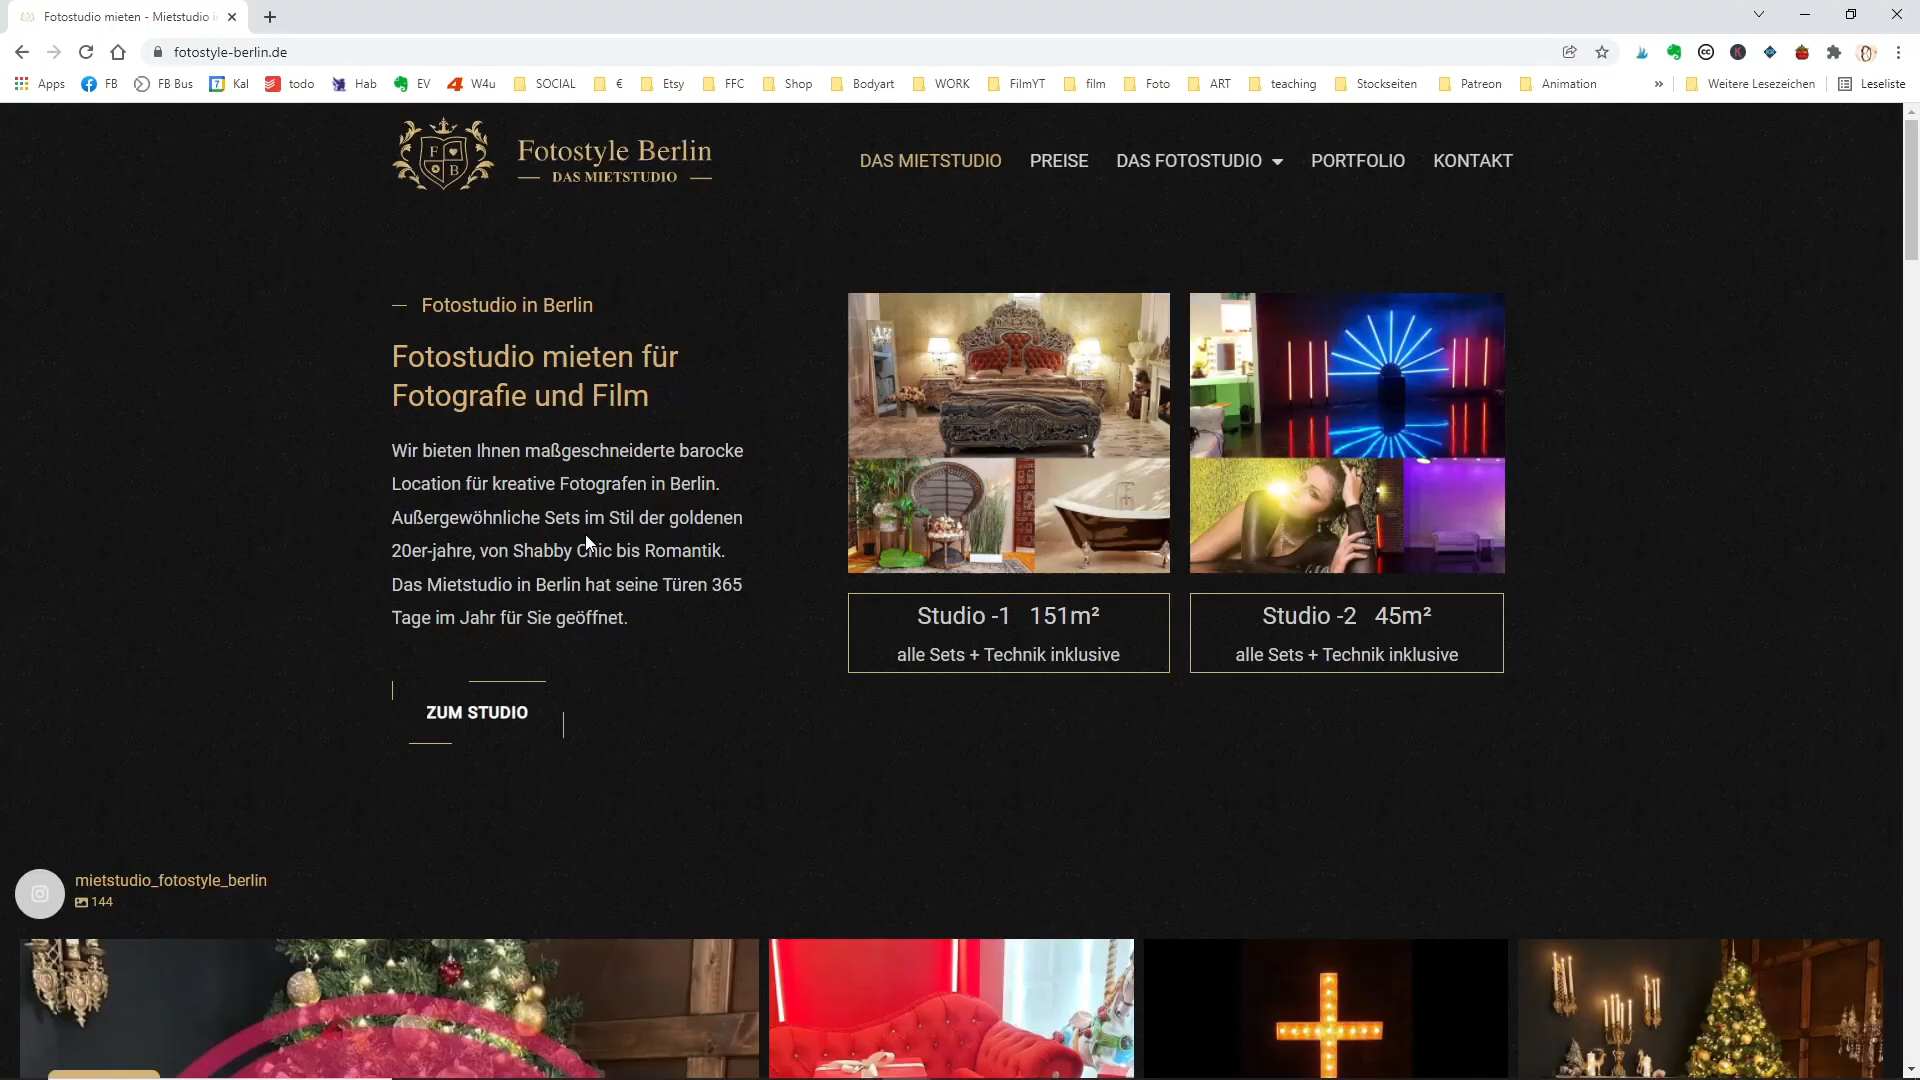 Fotostudio mieten - Mietstudio i
fotostyle-berlin.de
Apps FB FB Bus 7 Kal todo Hab EV 4 W4u SOCIAL € Etsy FFC Shop Bodyart WORK FilmYT film Foto ART teaching Stockseiten Patreon Animation » Weitere Lesezeichen Leseliste
F B
Fotostyle Berlin
DAS MIETSTUDIO
DAS MIETSTUDIO PREISE DAS FOTOSTUDIO PORTFOLIO KONTAKT
Fotostudio in Berlin
Fotostudio mieten für
Fotografie und Film
Wir bieten Ihnen maßgeschneiderte barocke
Location für kreative Fotografen in Berlin.
Außergewöhnliche Sets im Stil der goldenen
20er-jahre, von Shabby Chic bis Romantik.
Das Mietstudio in Berlin hat seine Türen 365
Tage im Jahr für Sie geöffnet.
ZUM STUDIO
Studio -1 151m²
alle Sets + Technik inklusive
Studio -2 45m²
alle Sets + Technik inklusive
mietstudio_fotostyle_berlin
144